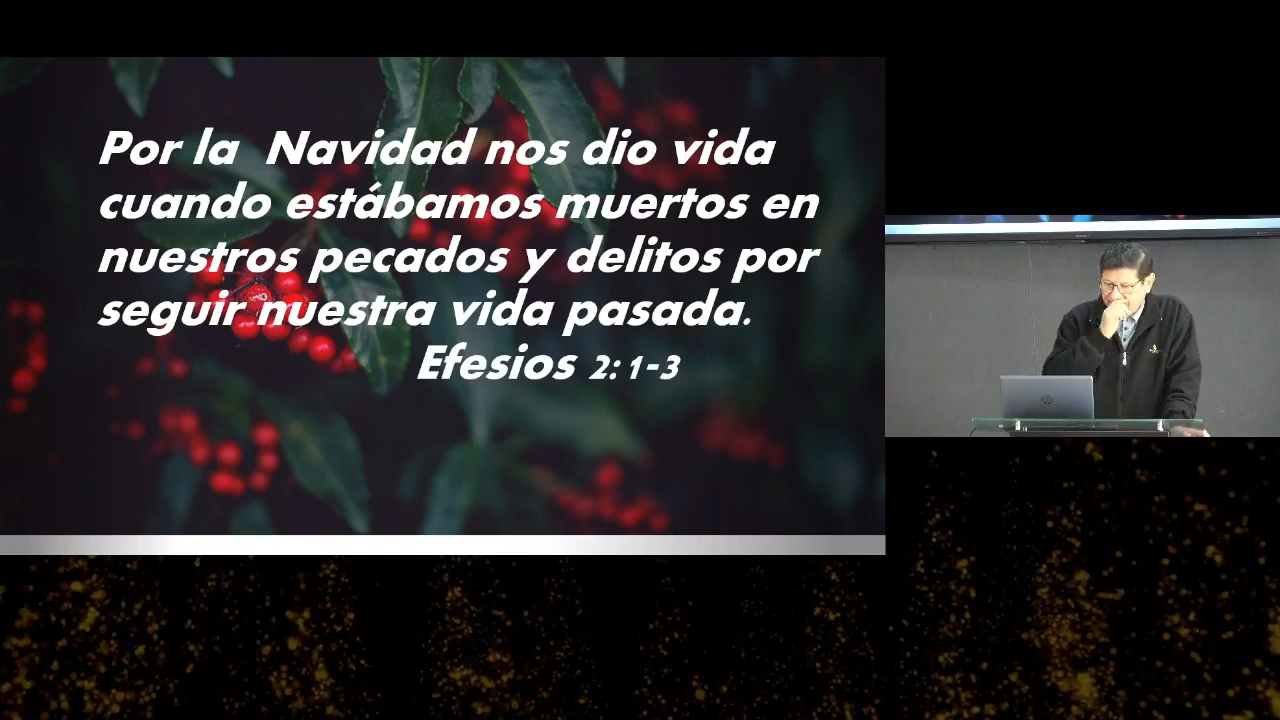 Por la Navidad nos dio vida
cuando estábamos muertos en
nuestros pecados y delitos por
seguir nuestra vida pasada.
Efesios 2: 1-3